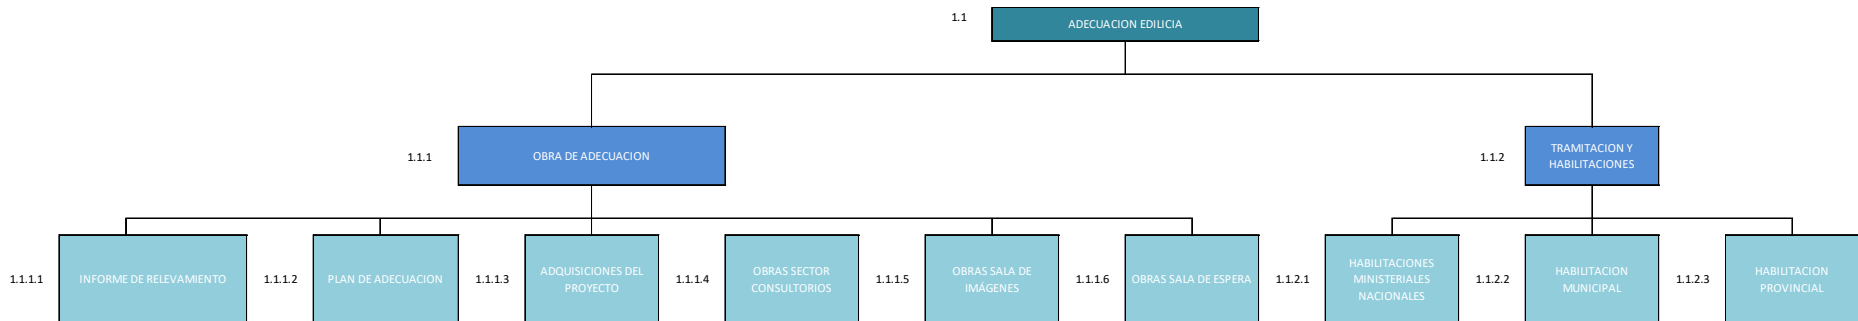 1.1
ADECUACION EDILICIA
1.1.1
OBRA DE ADECUACION
1.1.2
TRAMITACION Y
HABILITACIONES
1.1.1.1
INFORME DE RELEVAMIENTO
1.1.1.2
PLAN DE ADECUACION
1.1.1.3
ADQUISICIONES DEL
PROYECTO
1.1.1.4
OBRAS SECTOR
CONSULTORIOS
1.1.1.5
OBRAS SALA DE
IMÁGENES
1.1.1.6
OBRAS SALA DE ESPERA
1.1.2.1
HABILITACIONES
MINISTERIALES
NACIONALES
1.1.2.2
HABILITACION
MUNICIPAL
1.1.2.3
HABILITACION
PROVINCIAL